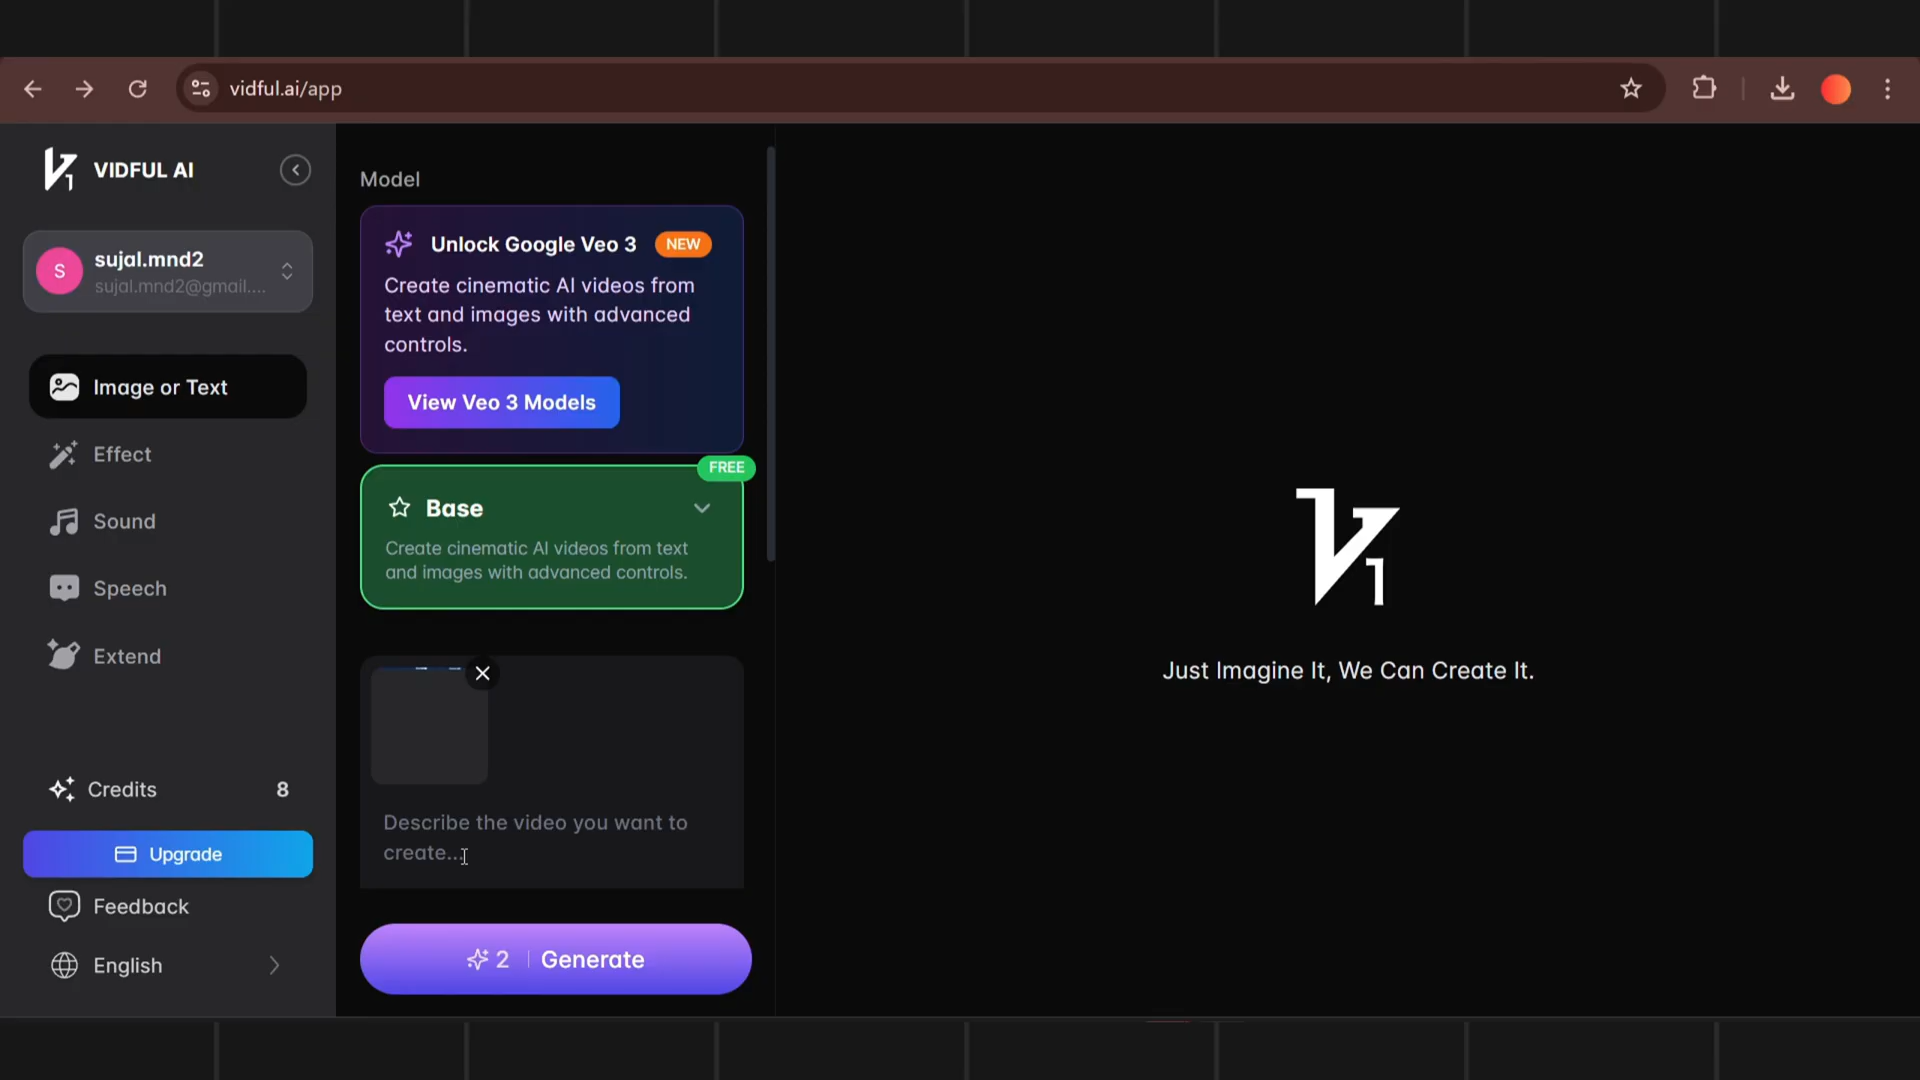 vidful.ai/app
VIDFUL AI
S
sujal.mnd2
sujal.mnd2@gmail....
Image or Text
Effect
Sound
Speech
Extend
Credits 8
Upgrade
Feedback
English
Model
Unlock Google Veo 3 NEW
Create cinematic AI videos from
text and images with advanced
controls.
View Veo 3 Models
FREE
Base
Create cinematic AI videos from text
and images with advanced controls.
Describe the video you want to
create...
2 | Generate
Just Imagine It, We Can Create It.